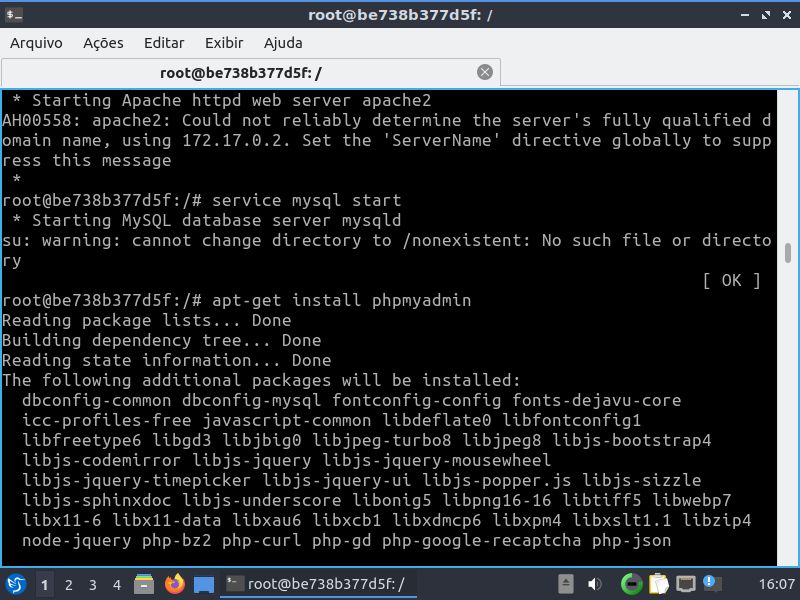 root@be738b377d5f: /
Arquivo Ações Editar Exibir Ajuda
root@be738b377d5f: /
 * Starting Apache httpd web server apache2
AH00558: apache2: Could not reliably determine the server's fully qualified d
omain name, using 172.17.0.2. Set the 'ServerName' directive globally to supp
ress this message
 *
root@be738b377d5f:/# service mysql start
 * Starting MySQL database server mysqld
su: warning: cannot change directory to /nonexistent: No such file or directo
ry
[ OK ]
root@be738b377d5f:/# apt-get install phpmyadmin
Reading package lists... Done
Building dependency tree... Done
Reading state information... Done
The following additional packages will be installed:
  dbconfig-common dbconfig-mysql fontconfig-config fonts-dejavu-core
  icc-profiles-free javascript-common libdeflate0 libfontconfig1
  libfreetype6 libgd3 libjbig0 libjpeg-turbo8 libjpeg8 libjs-bootstrap4
  libjs-codemirror libjs-jquery libjs-jquery-mousewheel
  libjs-jquery-timepicker libjs-jquery-ui libjs-popper.js libjs-sizzle
  libjs-sphinxdoc libjs-underscore libonig5 libpng16-16 libtiff5 libwebp7
  libx11-6 libx11-data libxau6 libxcb1 libxdmcp6 libxpm4 libxslt1.1 libzip4
  node-jquery php-bz2 php-curl php-gd php-google-recaptcha php-json
1 2 3 4 root@be738b377d5f: / 16:07